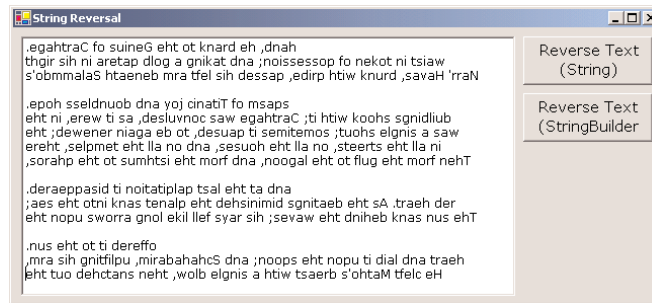 String Reversal
.egahtraC fo suineG eht ot knard eh ,dnah
thgir sih ni aretap dlog a gnikat dna ;noissessop fo nekot ni tsiaw
s'obmmalaS htaeneb mra tfel sih dessap ,edirp htiw knurd ,savaH 'rraN
.epoh sseldnuob dna yoj cinatiT fo msaps
eht ni ,erew ti sa ,desluvnoc saw egahtraC ;ti htiw koohs sgnidliub
eht ;dewener niaga eb ot ,desuap ti semitemos ;tuohs elgnis a saw
ereht ,selpmet eht lla no dna ,sesuoh eht lla no ,steerts eht lla ni
,sorahp eht ot sumhtsi eht morf dna ,noogal eht ot flug eht morf nehT
.deraeppasid ti noitatiplap tsal eht ta dna
;aes eht otni knas tenalp eht dehsinimid sgnitaeb eht sA .traeh der
eht nopu sworra gnol ekil llef syar sih ;sevaw eht dniheb knas nus ehT
.nus eht ot ti dereffo
,mra sih gnitfilpu ,mirabahahcS dna ;noops eht nopu ti dial dna traeh
eht tuo dehctans neht ,wolb elgnis a htiw tsaerb s'ohtaM tfelc eH
Reverse Text
(String)
Reverse Text
(StringBuilder